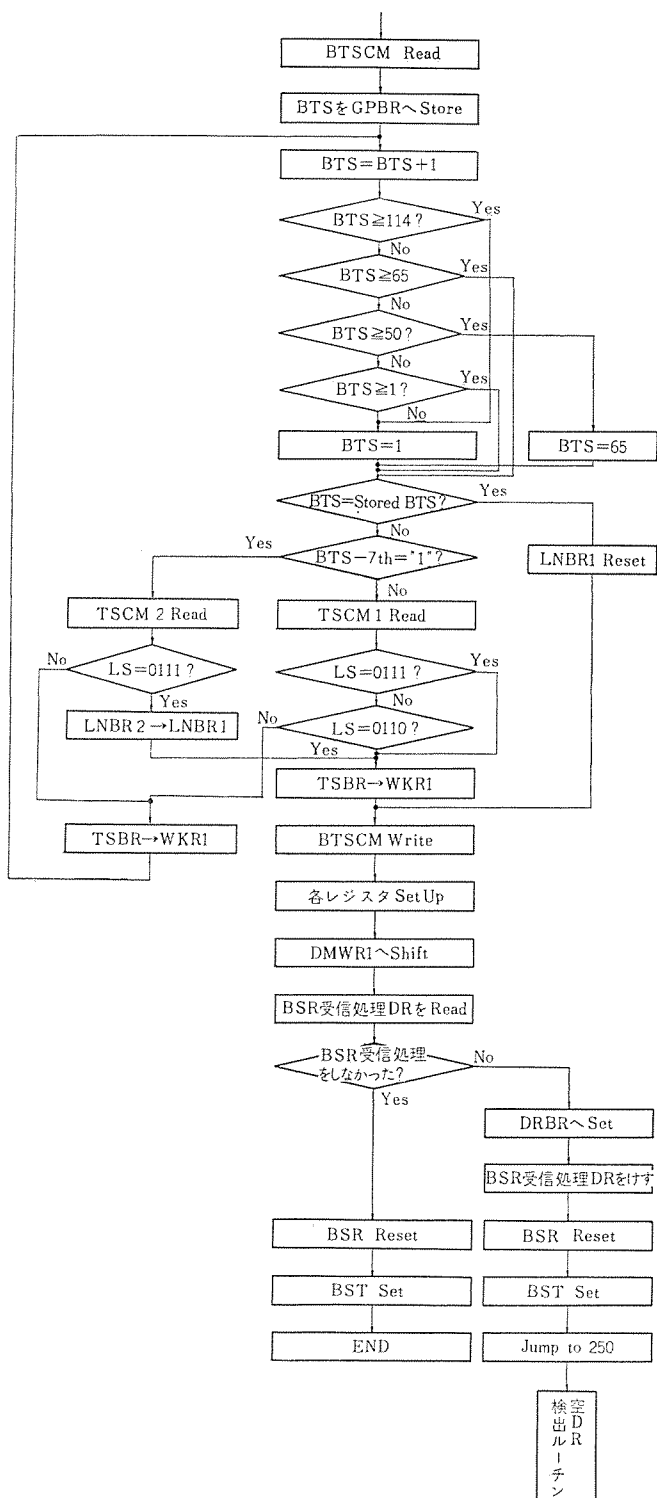 BTSCM Read
BTSをGPBRへStore
BTS=BTS+1
BTS≧114?
Yes
No
BTS≧65
Yes
No
BTS≧50?
Yes
No
BTS≧1?
Yes
No
BTS=1
BTS=65
BTS=Stored BTS?
Yes
No
BTS-7th="1"?
Yes
No
LNBR1 Reset
TSCM 2 Read
TSCM 1 Read
LS=0111?
No
Yes
LS=0111?
Yes
No
LNBR2→LNBR1
LS=0110?
No
Yes
TSBR→WKR1
TSBR→WKR1
BTSCM Write
各レジスタ SetUp
DMWR1へShift
BSR受信処理DRをRead
BSR受信処理
をしなかった?
No
Yes
DRBRへSet
BSR受信処理DRをけす
BSR Reset
BSR Reset
BST Set
BST Set
END
Jump to 250
空DR
検出ルーチン